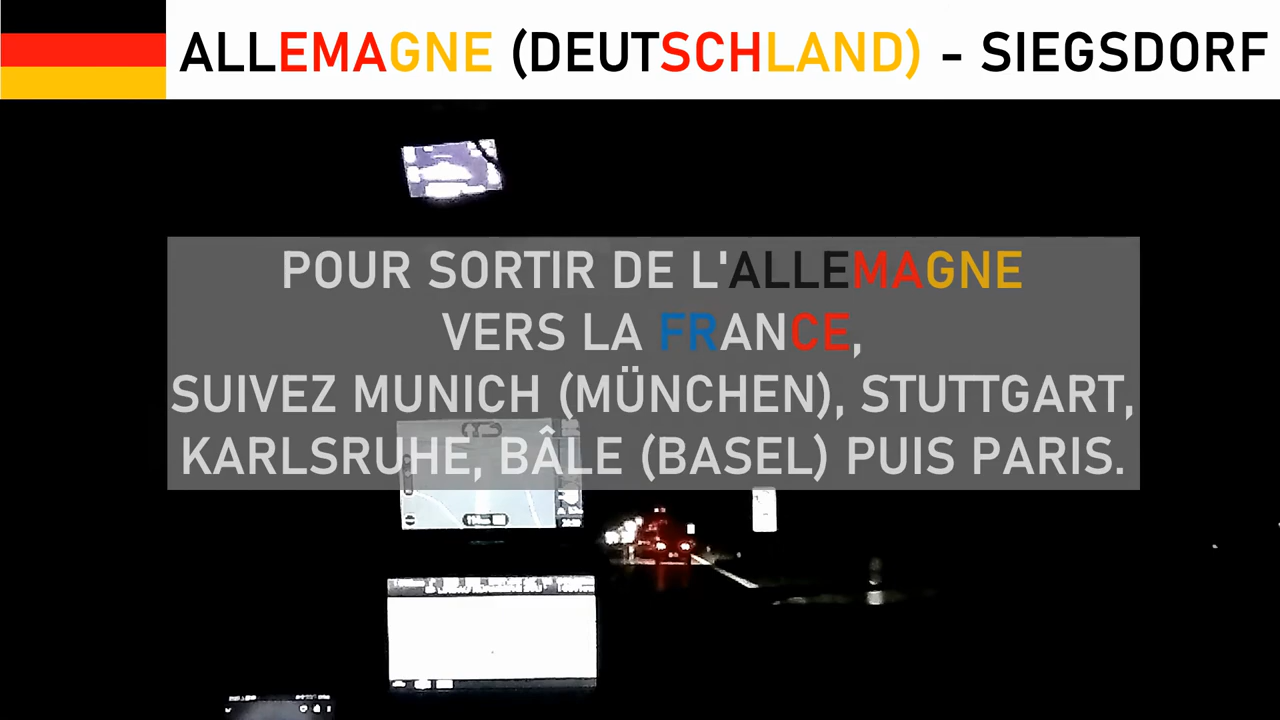 ALLEMAGNE (DEUTSCHLAND) - SIEGSDORF
POUR SORTIR DE L'ALLEMAGNE
VERS LA FRANCE,
SUIVEZ MUNICH (MÜNCHEN), STUTTGART,
KARLSRUHE, BÂLE (BASEL) PUIS PARIS.